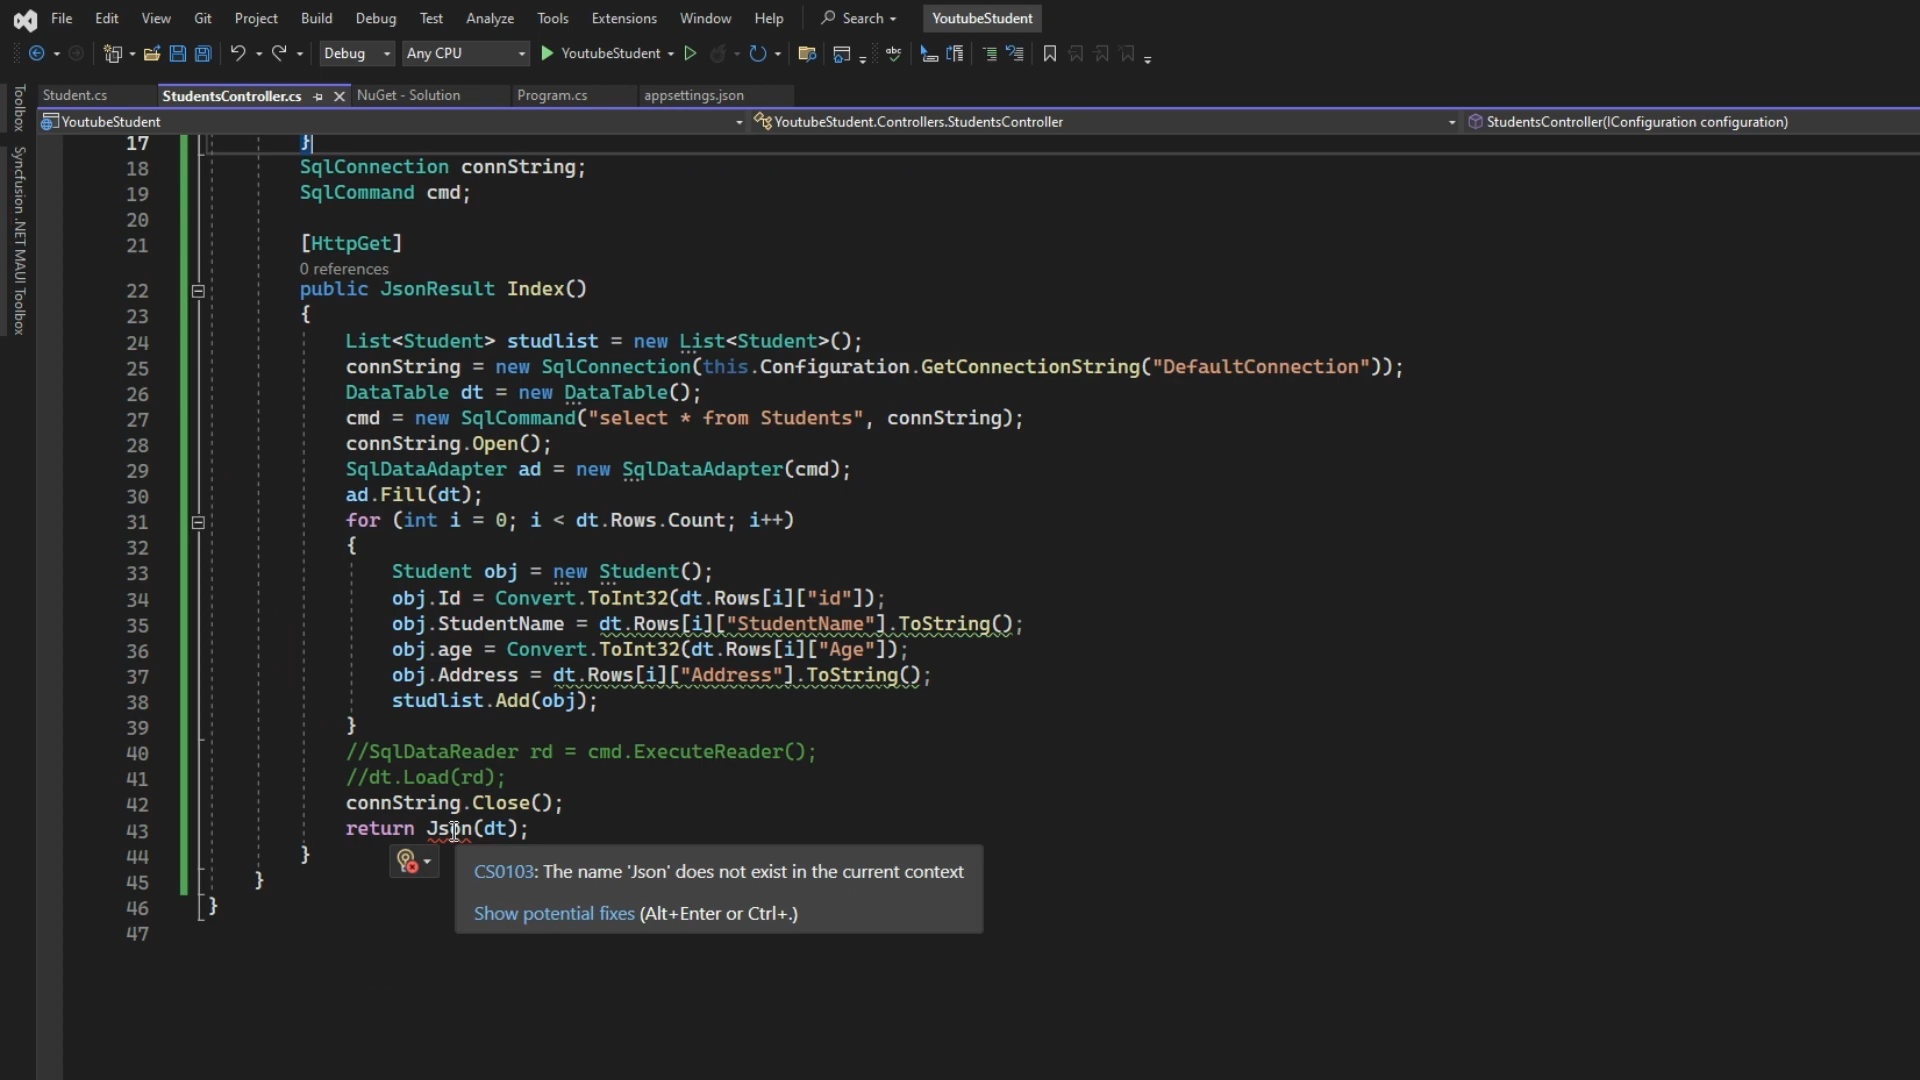 File Edit View Git Project Build Debug Test Analyze Tools Extensions Window Help Search YoutubeStudent
Debug Any CPU YoutubeStudent abc
Student.cs StudentsController.cs NuGet - Solution Program.cs appsettings.json
YoutubeStudent YoutubeStudent.Controllers.StudentsController StudentsController(IConfiguration configuration)
Toolbox
Syncfusion .NET MAUI Toolbox
17 }
18 SqlConnection connString;
19 SqlCommand cmd;
20
21 [HttpGet]
0 references
22 public JsonResult Index()
23 {
24 List<Student> studlist = new List<Student>();
25 connString = new SqlConnection(this.Configuration.GetConnectionString("DefaultConnection"));
26 DataTable dt = new DataTable();
27 cmd = new SqlCommand("select * from Students", connString);
28 connString.Open();
29 SqlDataAdapter ad = new SqlDataAdapter(cmd);
30 ad.Fill(dt);
31 for (int i = 0; i < dt.Rows.Count; i++)
32 {
33 Student obj = new Student();
34 obj.Id = Convert.ToInt32(dt.Rows[i]["id"]);
35 obj.StudentName = dt.Rows[i]["StudentName"].ToString();
36 obj.age = Convert.ToInt32(dt.Rows[i]["Age"]);
37 obj.Address = dt.Rows[i]["Address"].ToString();
38 studlist.Add(obj);
39 }
40 //SqlDataReader rd = cmd.ExecuteReader();
41 //dt.Load(rd);
42 connString.Close();
43 return Json(dt);
44 }
45 }
46 }
47
CS0103: The name 'Json' does not exist in the current context
Show potential fixes (Alt+Enter or Ctrl+.)